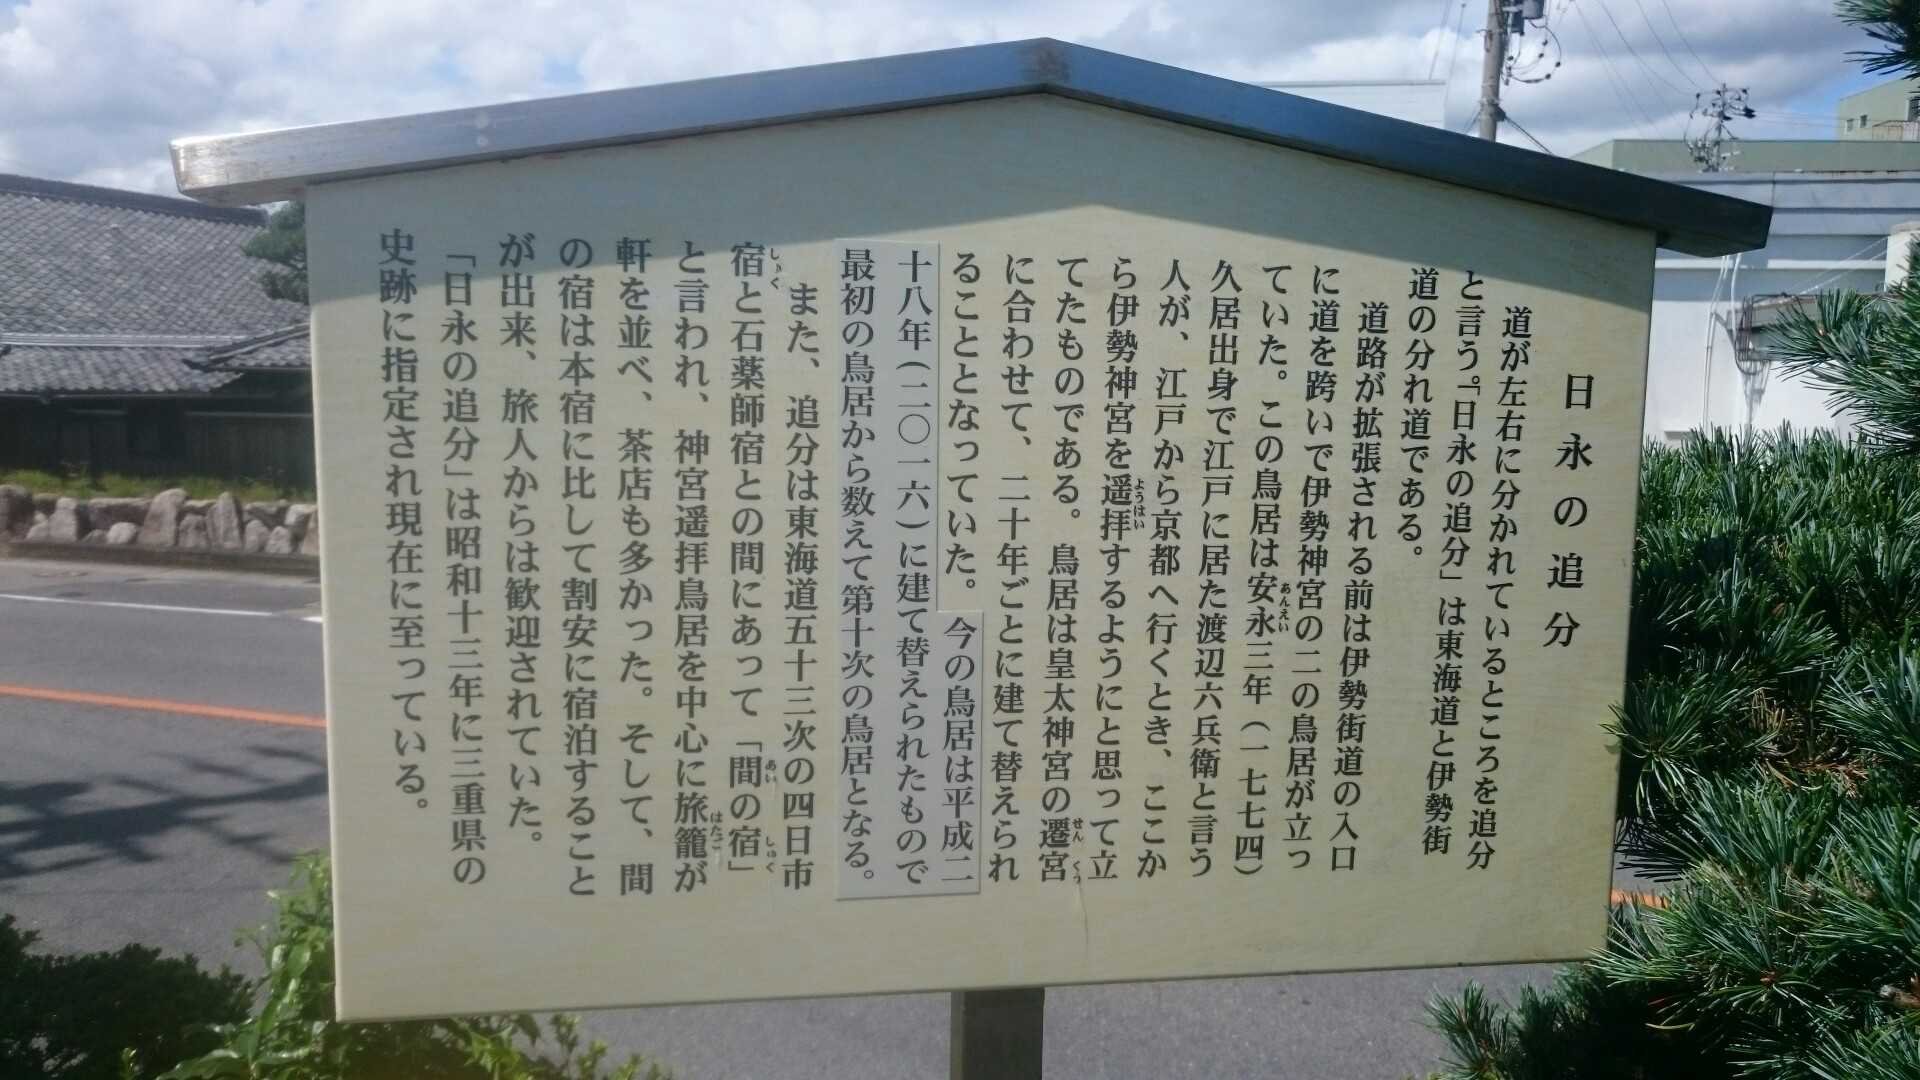 日永の追分
道が左右に分かれているところを追分
と言う。「日永の追分」は東海道と伊勢街
道の分れ道である。
道路が拡張される前は伊勢街道の入口
に道を跨いで伊勢神宮の二の鳥居が立っ
ていた。この鳥居は安永三年（一七七四）
久居出身で江戸に居た渡辺六兵衛と言う
人が、江戸から京都へ行くとき、ここか
ら伊勢神宮を遥拝するようにと思って立
てたものである。鳥居は皇太神宮の遷宮
に合わせて、二十年ごとに建て替えられ
ることとなっていた。今の鳥居は平成二
十八年（二〇一六）に建て替えられたもので
最初の鳥居から数えて第十次の鳥居となる。
また、追分は東海道五十三次の四日市
宿と石薬師宿との間にあって「間の宿」
と言われ、神宮遥拝鳥居を中心に旅籠が
軒を並べ、茶店も多かった。そして、間
の宿は本宿に比して割安に宿泊すること
が出来、旅人からは歓迎されていた。
「日永の追分」は昭和十三年に三重県の
史跡に指定され現在に至っている。